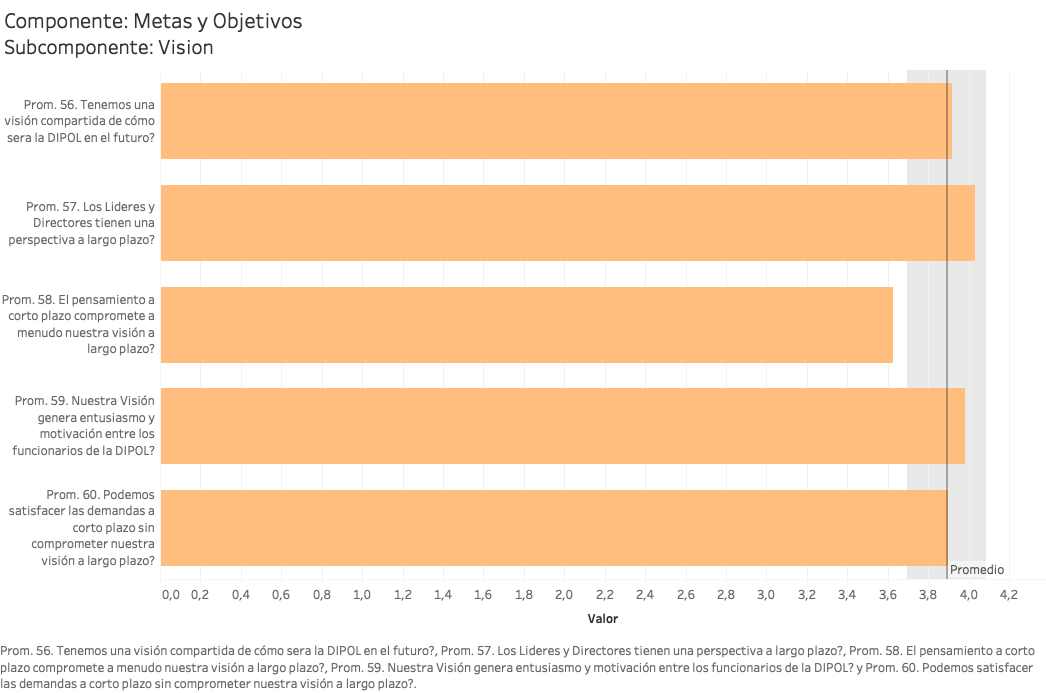 Componente: Metas y Objetivos
Subcomponente: Vision
Prom. 56. Tenemos una
visión compartida de cómo
sera la DIPOL en el futuro?
Prom. 57. Los Lideres y
Directores tienen una
perspectiva a largo plazo?
Prom. 58. El pensamiento a
corto plazo compromete a
menudo nuestra visión a
largo plazo?
Prom. 59. Nuestra Visión
genera entusiasmo y
motivación entre los
funcionarios de la DIPOL?
Prom. 60. Podemos
satisfacer las demandas a
corto plazo sin
comprometer nuestra
visión a largo plazo?
Promedio
0,0 0,2 0,4 0,6 0,8 1,0 1,2 1,4 1,6 1,8 2,0 2,2 2,4 2,6 2,8 3,0 3,2 3,4 3,6 3,8 4,0 4,2
Valor
Prom. 56. Tenemos una visión compartida de cómo sera la DIPOL en el futuro?, Prom. 57. Los Lideres y Directores tienen una perspectiva a largo plazo?, Prom. 58. El pensamiento a corto
plazo compromete a menudo nuestra visión a largo plazo?, Prom. 59. Nuestra Visión genera entusiasmo y motivación entre los funcionarios de la DIPOL? y Prom. 60. Podemos satisfacer
las demandas a corto plazo sin comprometer nuestra visión a largo plazo?.